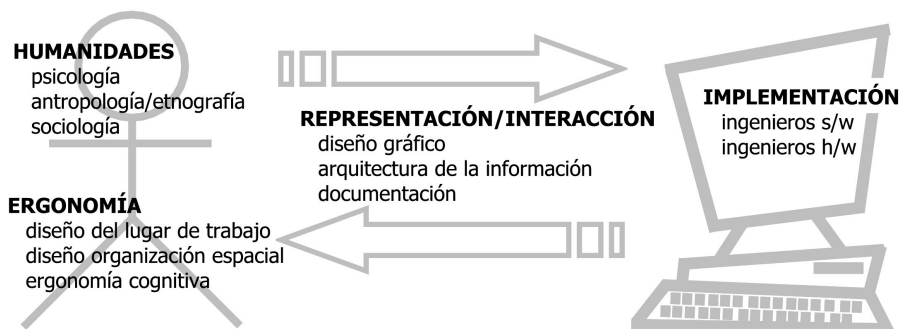 HUMANIDADES
psicología
antropología/etnografía
sociología
ERGONOMÍA
diseño del lugar de trabajo
diseño organización espacial
ergonomía cognitiva
REPRESENTACIÓN/INTERACCIÓN
diseño gráfico
arquitectura de la información
documentación
IMPLEMENTACIÓN
ingenieros s/w
ingenieros h/w